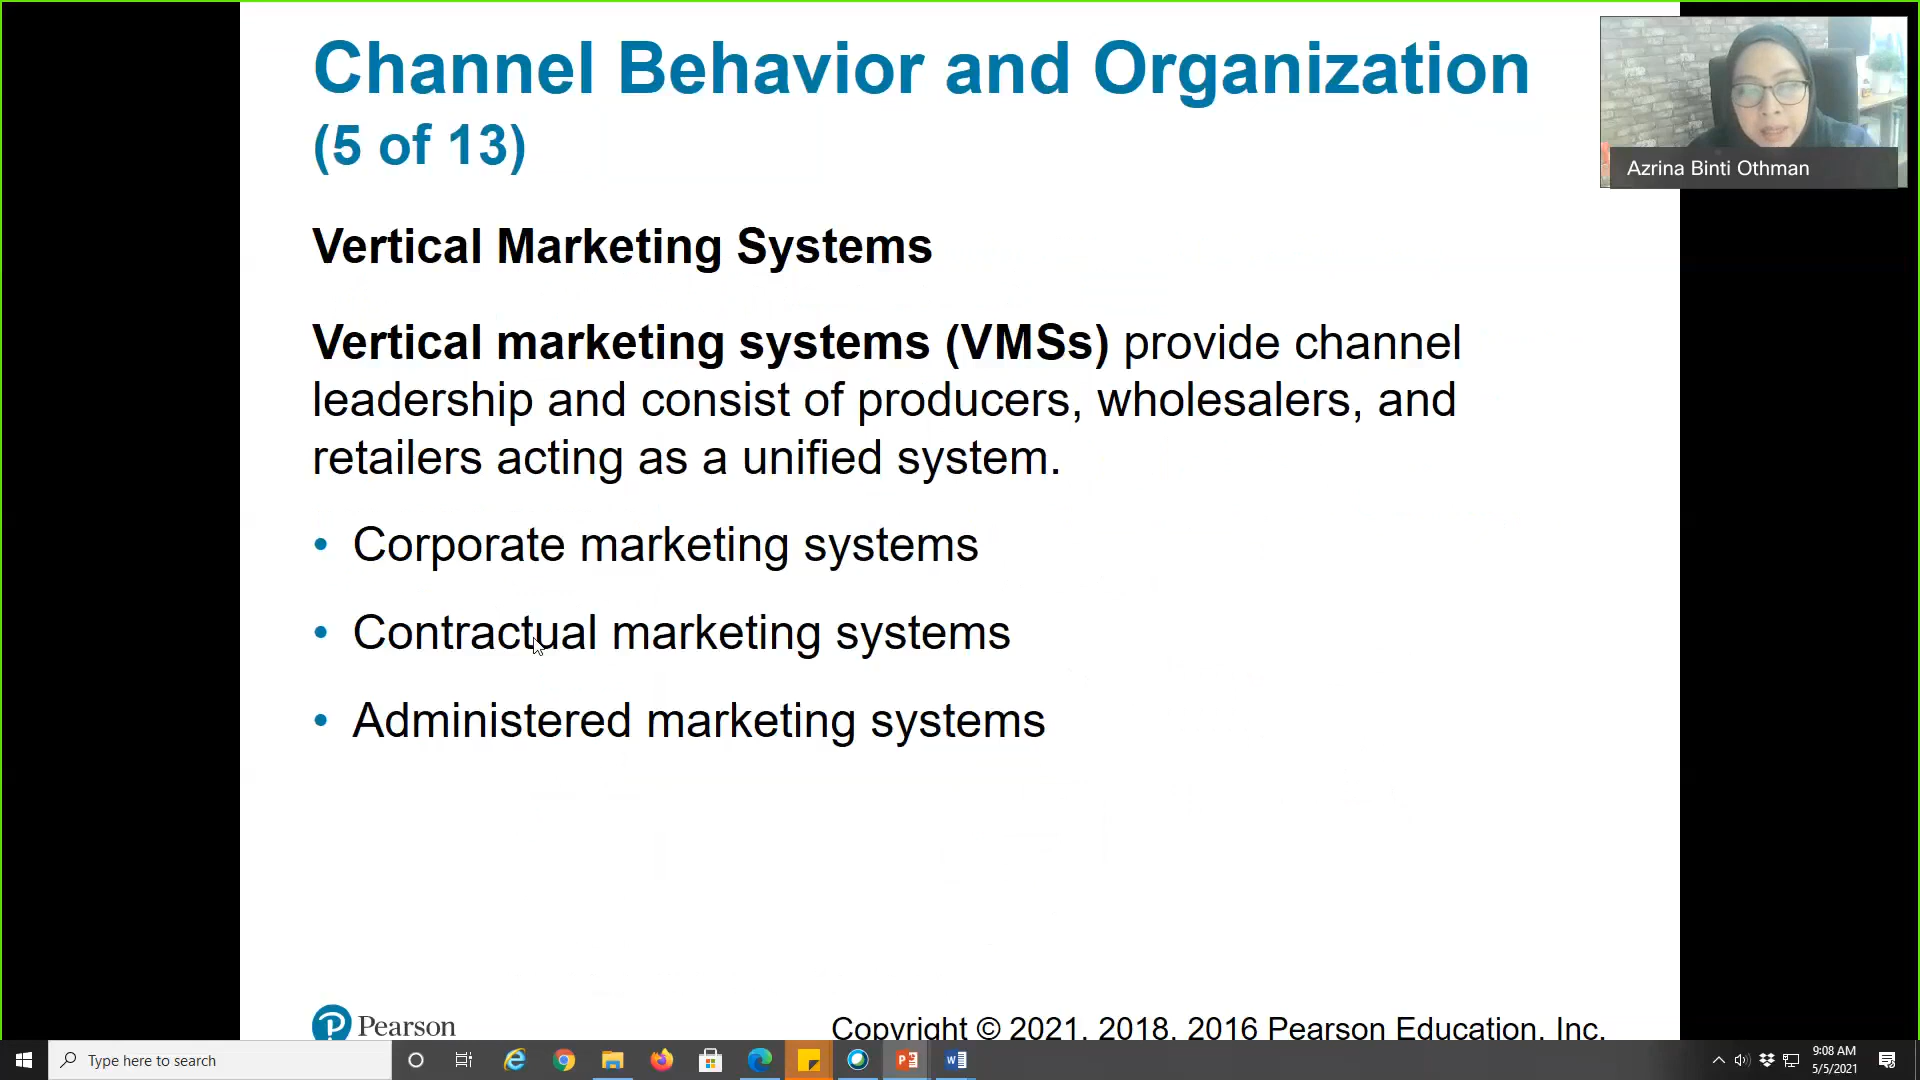 Channel Behavior and Organization
(5 of 13)
Azrina Binti Othman
Vertical Marketing Systems
Vertical marketing systems (VMSs) provide channel
leadership and consist of producers, wholesalers, and
retailers acting as a unified system.
• Corporate marketing systems
• Contractual marketing systems
• Administered marketing systems
Pearson
Copyright © 2021, 2018, 2016 Pearson Education, Inc.
Type here to search
9:08 AM
5/5/2021